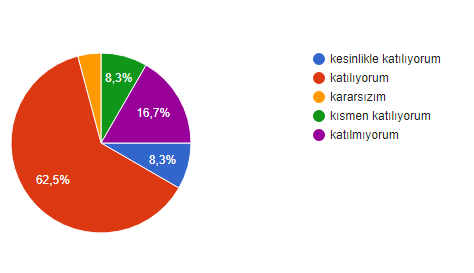 8,3%
16,7%
8,3%
62,5%
kesinlikle katılıyorum
katılıyorum
kararsızım
kısmen katılıyorum
katılmıyorum